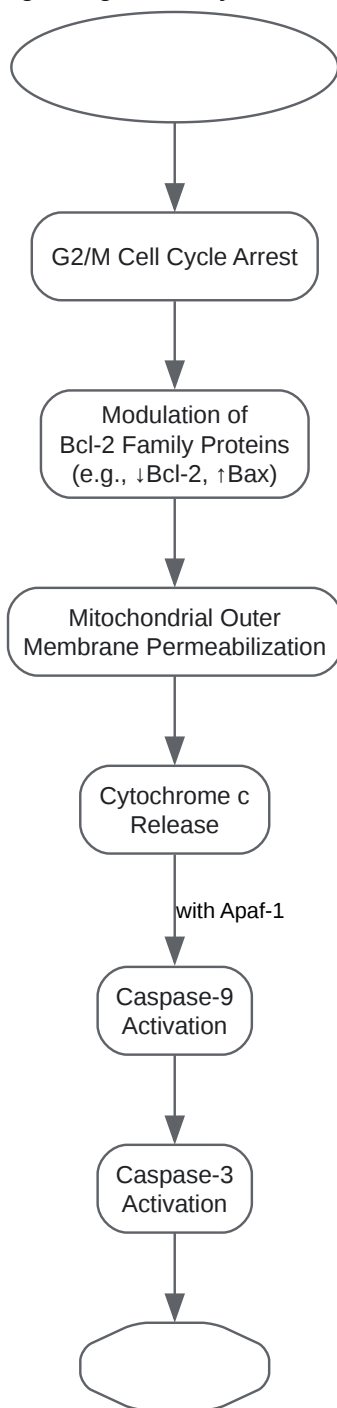 G2/M Cell Cycle Arrest
Modulation of
Bcl-2 Family Proteins
(e.g., ↓Bcl-2, ↑Bax)
Mitochondrial Outer
Membrane Permeabilization
Cytochrome c
Release
with Apaf-1
Caspase-9
Activation
Caspase-3
Activation